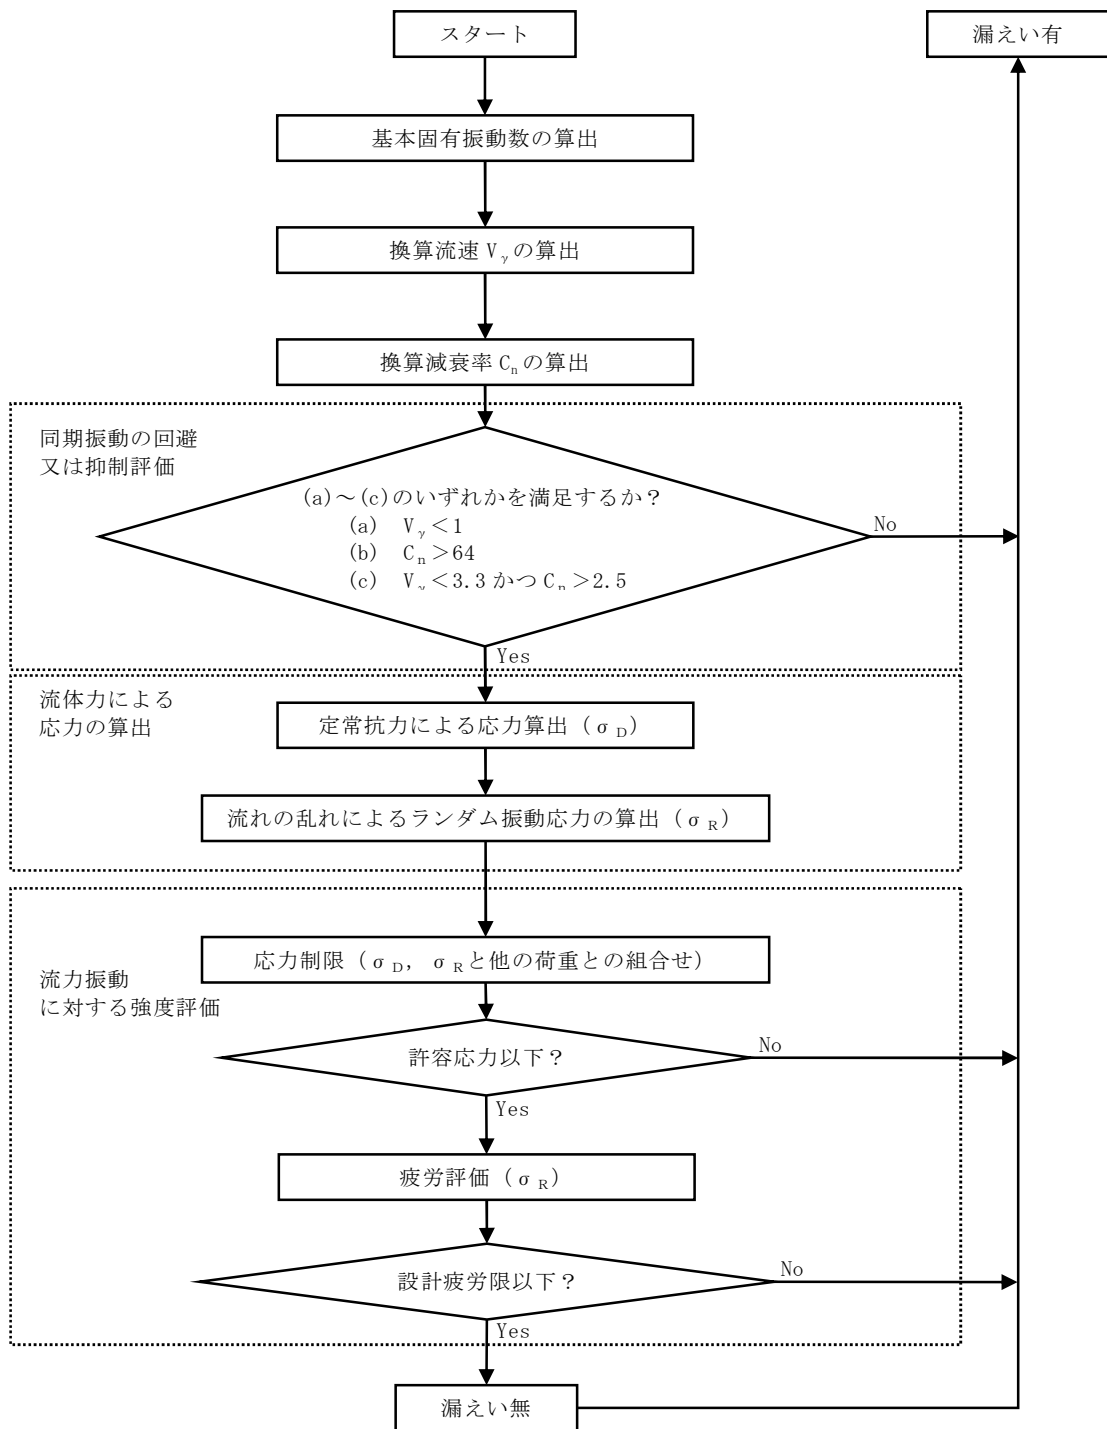 スタート
漏えい有
基本固有振動数の算出
換算流速Vγの算出
換算減衰率Cnの算出
同期振動の回避
又は抑制評価
(a)～(c)のいずれかを満足するか？
(a) Vγ＜1
(b) Cn＞64
(c) Vγ＜3.3かつCn＞2.5
No
Yes
流体力による
応力の算出
定常抗力による応力算出（σD）
流れの乱れによるランダム振動応力の算出（σR）
応力制限（σD，σRと他の荷重との組合せ）
流力振動
に対する強度評価
許容応力以下？
No
Yes
疲労評価（σR）
設計疲労限以下？
No
Yes
漏えい無